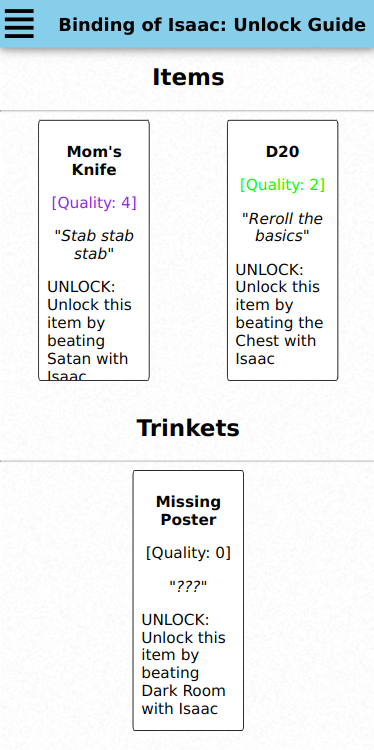 Binding of Isaac: Unlock Guide
Items
Mom's
Knife
[Quality: 4]
"Stab stab
stab"
UNLOCK:
Unlock this
item by
beating
Satan with
Isaac
D20
[Quality: 2]
"Reroll the
basics"
UNLOCK:
Unlock this
item by
beating the
Chest with
Isaac
Trinkets
Missing
Poster
[Quality: 0]
"???"
UNLOCK:
Unlock this
item by
beating
Dark Room
with Isaac